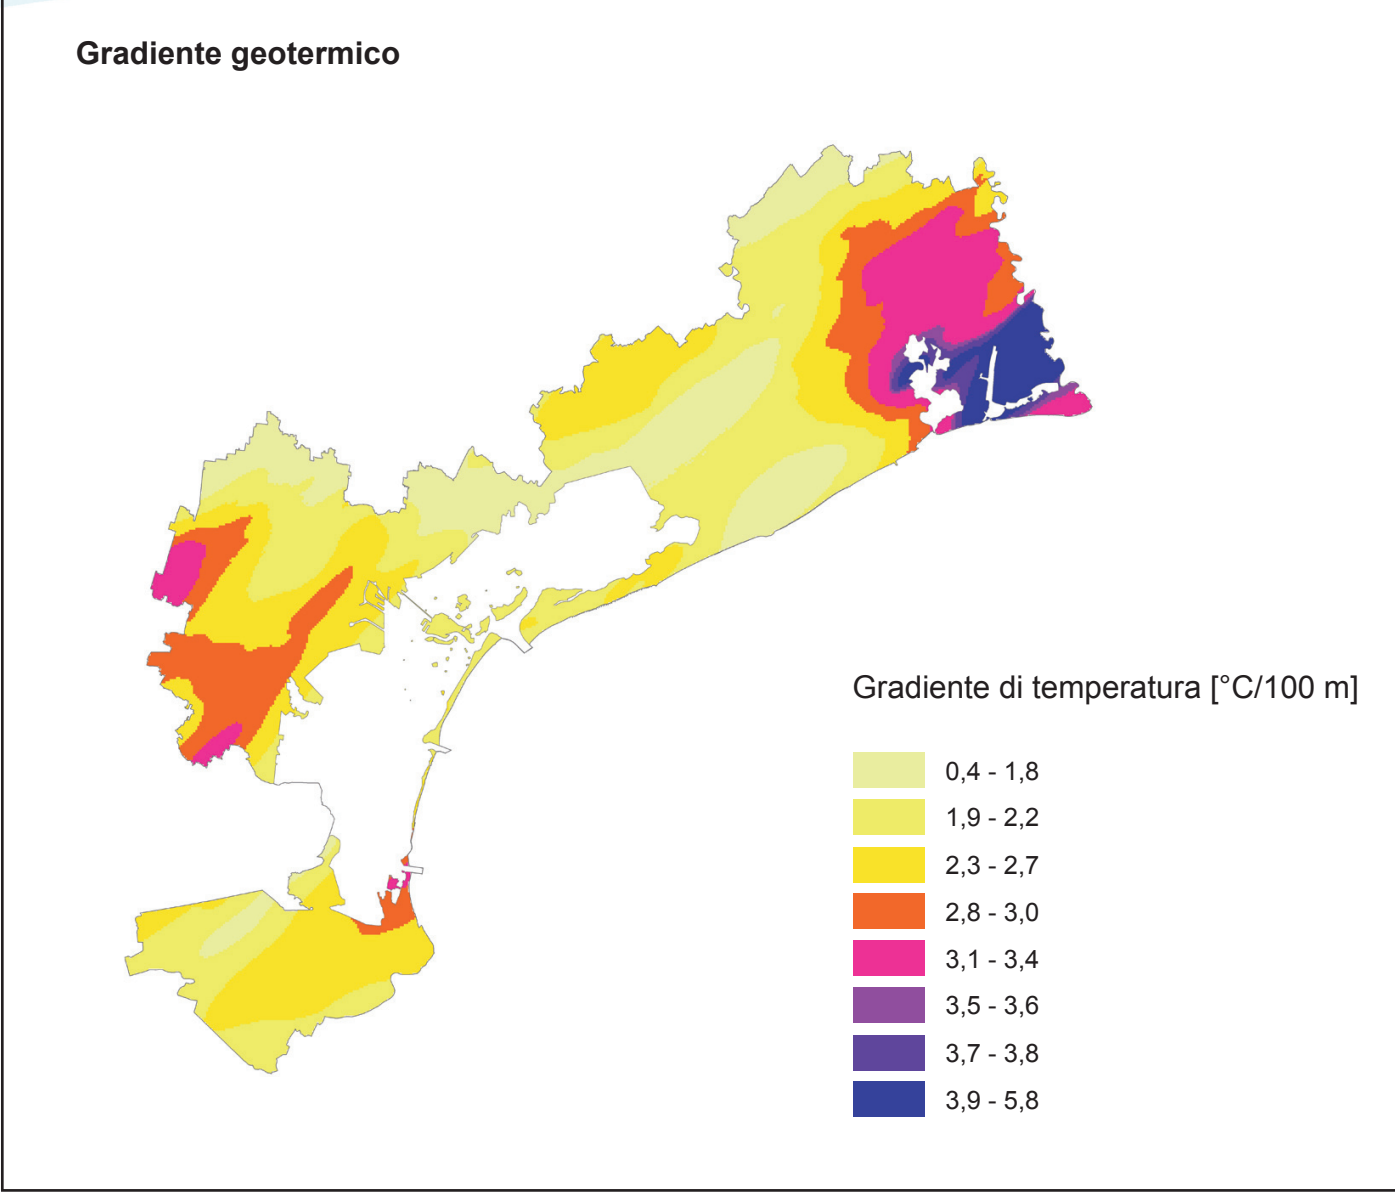 Gradiente geotermico
Gradiente di temperatura [°C/100 m]
0,4 - 1,8
1,9 - 2,2
2,3 - 2,7
2,8 - 3,0
3,1 - 3,4
3,5 - 3,6
3,7 - 3,8
3,9 - 5,8